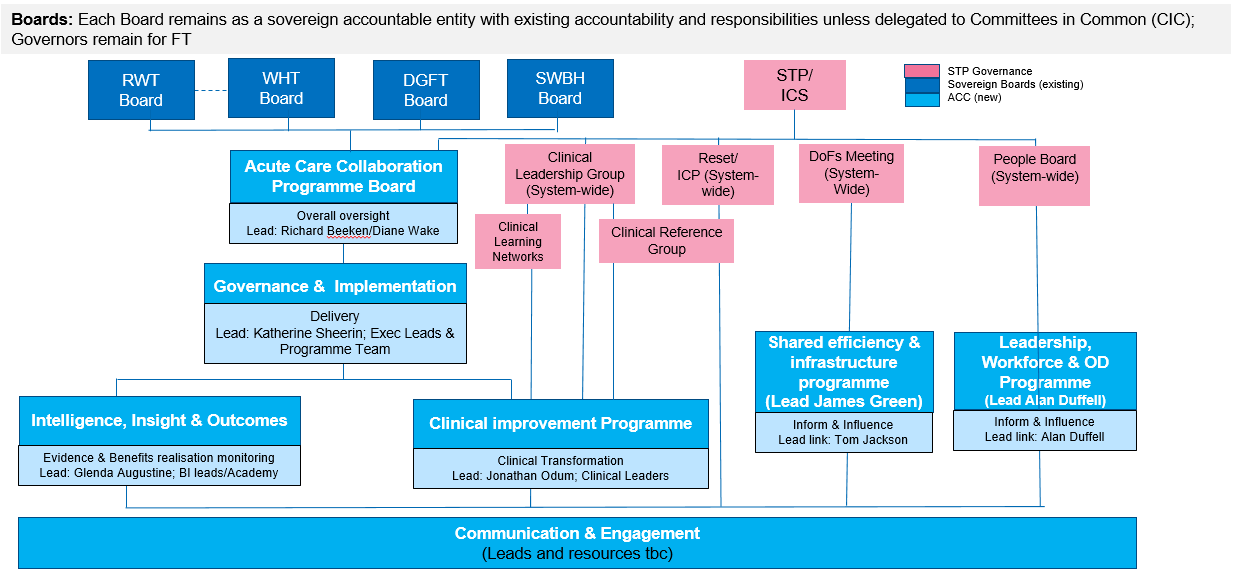 Boards: Each Board remains as a sovereign accountable entity with existing accountability and responsibilities unless delegated to Committees in Common (CIC);
Governors remain for FT
RWT
Board
WHT
Board
DGFT
Board
SWBH
Board
STP/
ICS
STP Governance
Sovereign Boards (existing)
ACC (new)
Acute Care Collaboration
Programme Board
Overall oversight
Lead: Richard Beeken/Diane Wake
Clinical
Leadership Group
(System-wide)
Reset/
ICP (System-
wide)
DoFs Meeting
(System-
Wide)
People Board
(System-wide)
Clinical
Learning
Networks
Clinical Reference
Group
Governance &  Implementation
Delivery
Lead: Katherine Sheerin; Exec Leads &
Programme Team
Shared efficiency &
infrastructure
programme
(Lead James Green)
Inform & Influence
Lead link: Tom Jackson
Leadership,
Workforce & OD
Programme
(Lead Alan Duffell)
Inform & Influence
Lead link: Alan Duffell
Intelligence, Insight & Outcomes
Evidence & Benefits realisation monitoring
Lead: Glenda Augustine; BI leads/Academy
Clinical improvement Programme
Clinical Transformation
Lead: Jonathan Odum; Clinical Leaders
Communication & Engagement
(Leads and resources tbc)